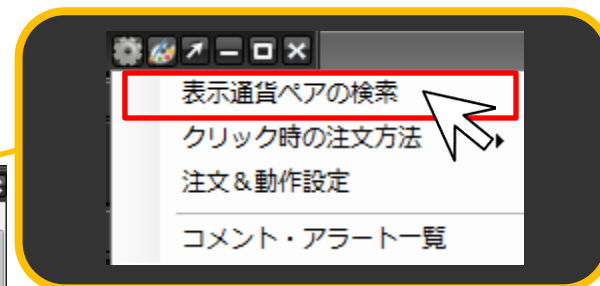 表示通貨ペアの検索
クリック時の注文方法
注文&動作設定
コメント・アラート一覧